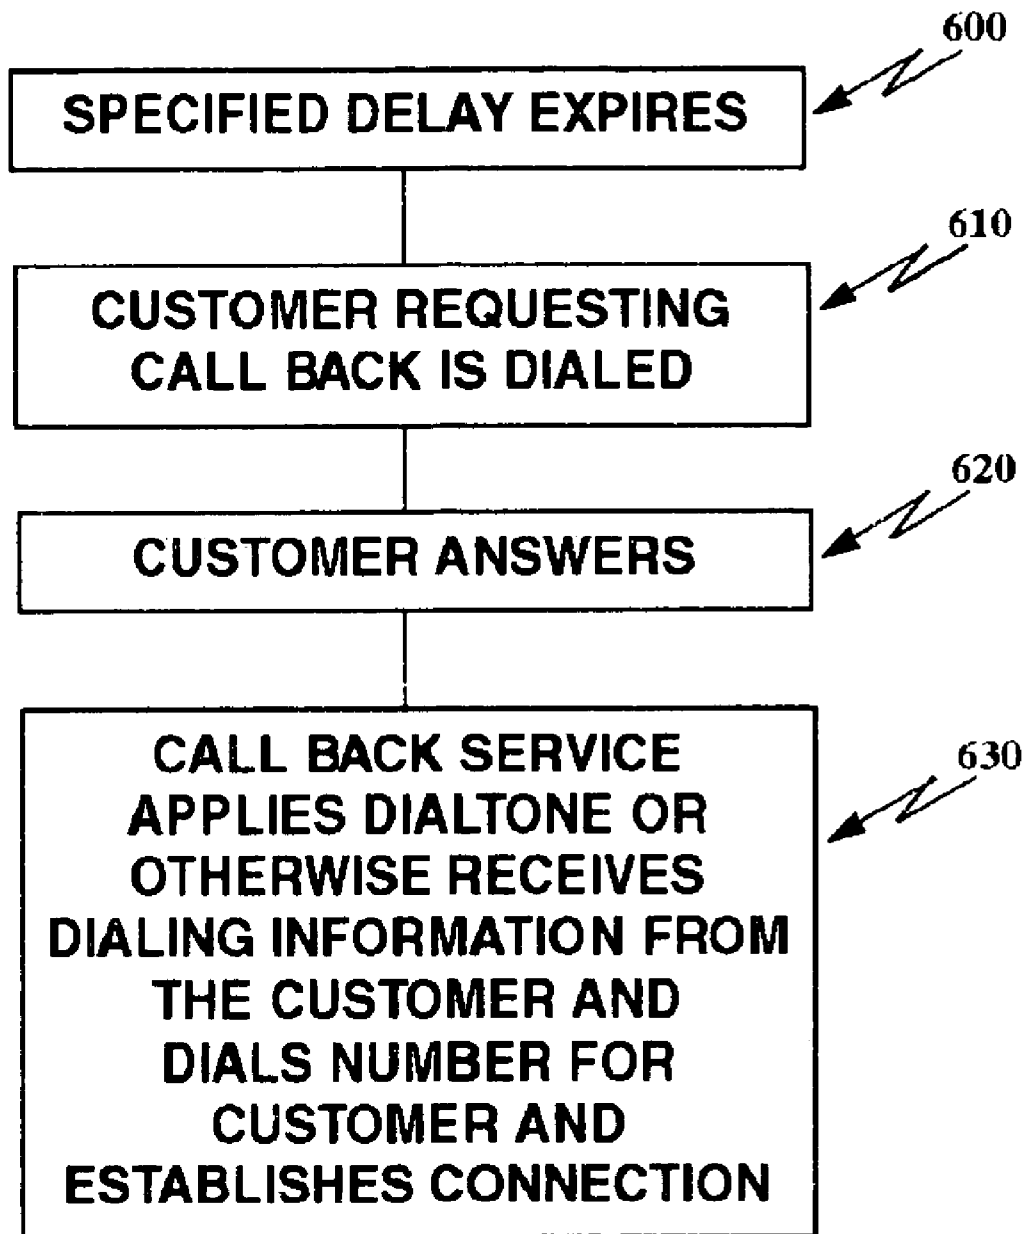 600
SPECIFIED DELAY EXPIRES
610
CUSTOMER REQUESTING
CALL BACK IS DIALED
620
CUSTOMER ANSWERS
630
CALL BACK SERVICE
APPLIES DIALTONE OR
OTHERWISE RECEIVES
DIALING INFORMATION FROM
THE CUSTOMER AND
DIALS NUMBER FOR
CUSTOMER AND
ESTABLISHES CONNECTION